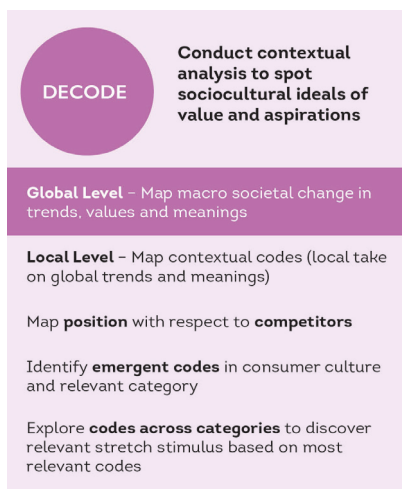 DECODE
Conduct contextual
analysis to spot
sociocultural ideals of
value and aspirations
Global Level – Map macro societal change in
trends, values and meanings
Local Level – Map contextual codes (local take
on global trends and meanings)
Map position with respect to competitors
Identify emergent codes in consumer culture
and relevant category
Explore codes across categories to discover
relevant stretch stimulus based on most
relevant codes